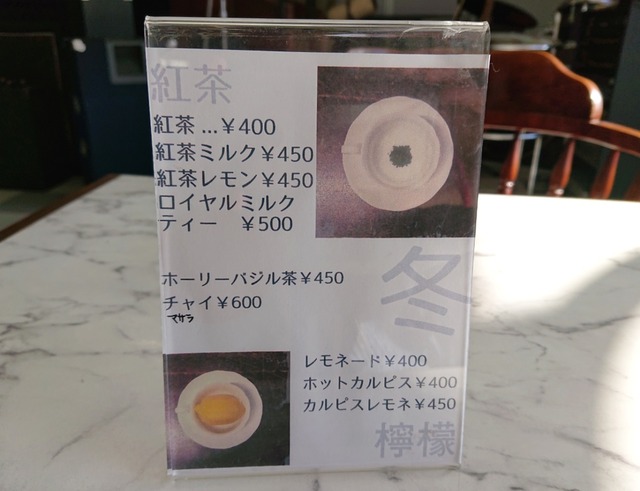 紅茶
紅茶 ...￥400
紅茶ミルク￥450
紅茶レモン￥450
ロイヤルミルク
ティー ￥500
ホーリーバジル茶￥450
チャイ￥600
マサラ
冬
レモネード￥400
ホットカルピス￥400
カルピスレモネ￥450
檸檬